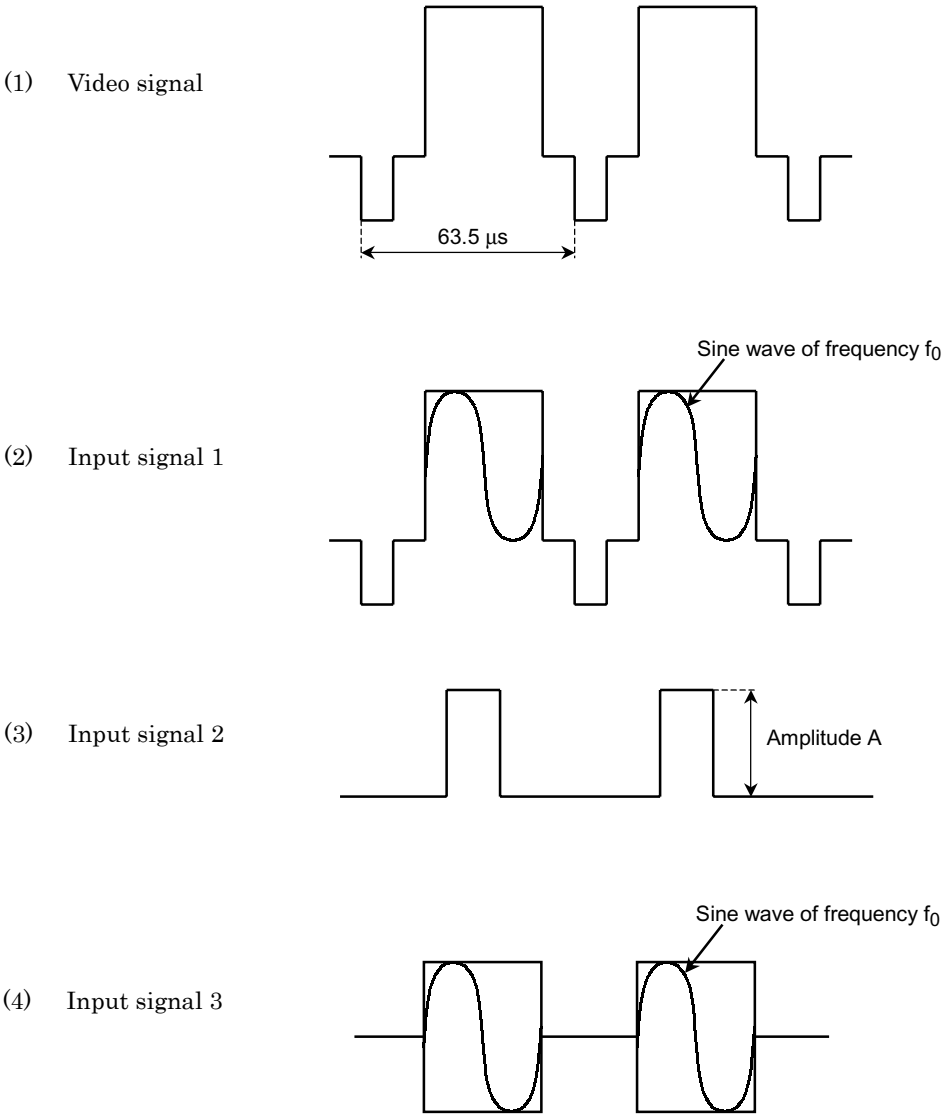 (1) Video signal
63.5 μs
Sine wave of frequency f0
(2) Input signal 1
(3) Input signal 2
Amplitude A
Sine wave of frequency f0
(4) Input signal 3